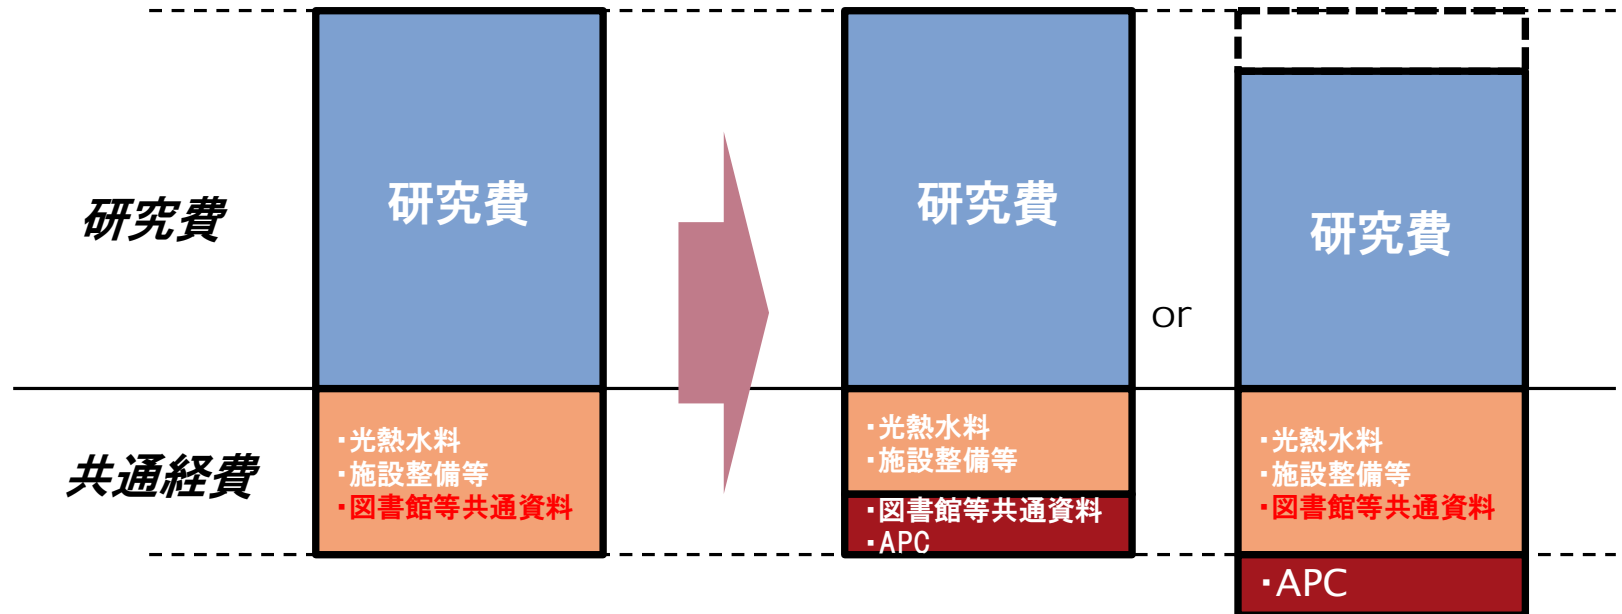 研究費
共通経費
研究費
・光熱水料
・施設整備等
・図書館等共通資料
研究費
・光熱水料
・施設整備等
・図書館等共通資料
・APC
or
研究費
・光熱水料
・施設整備等
・図書館等共通資料
・APC